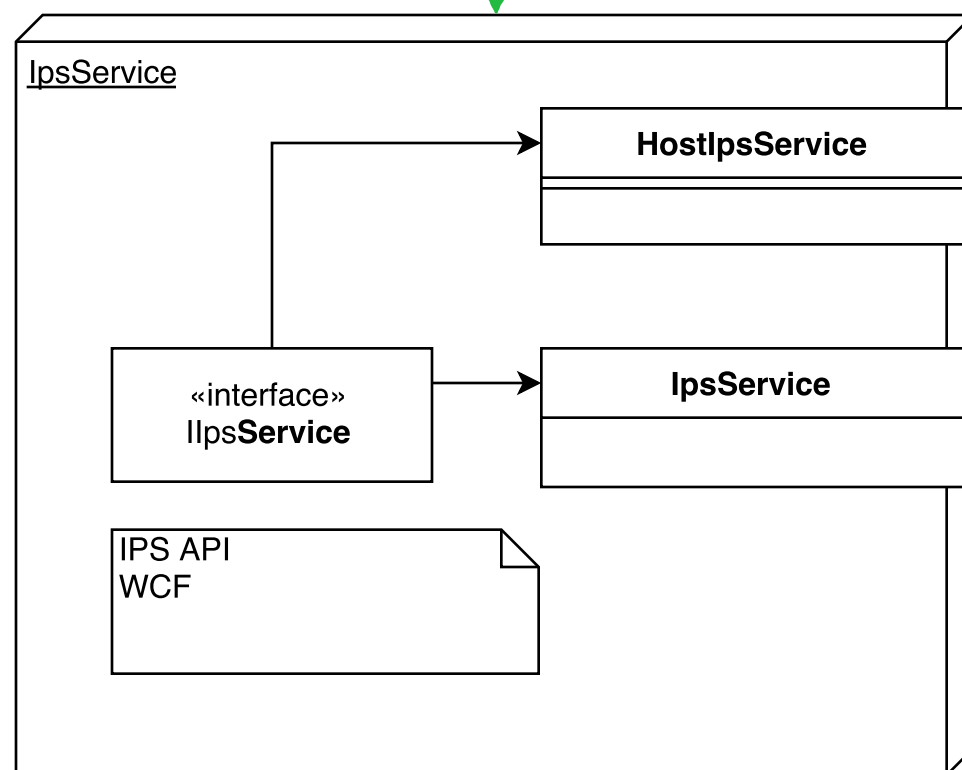 IpsService
HostIpsService
«interface»
IIpsService
IpsService
IPS API
WCF